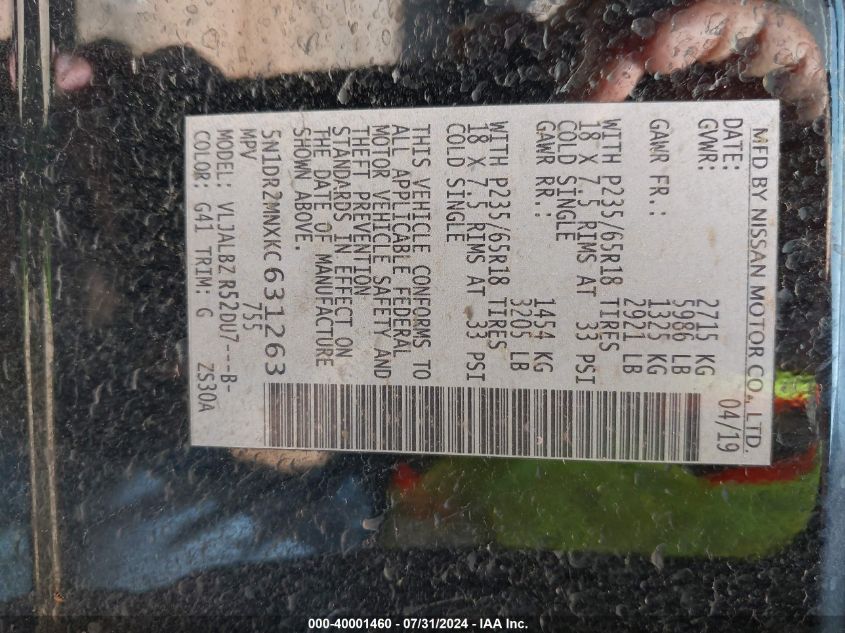 MFD BY NISSAN MOTOR CO., LTD.
DATE: 04/19
GVWR: 2715 KG
5986 LB
GAWR FR.: 1325 KG
2921 LB
WITH P235/65R18 TIRES
18 X 7.5 RIMS AT 33 PSI
COLD SINGLE
GAWR RR.: 1454 KG
3205 LB
WITH P235/65R18 TIRES
18 X 7.5 RIMS AT 33 PSI
COLD SINGLE
THIS VEHICLE CONFORMS TO
ALL APPLICABLE FEDERAL
MOTOR VEHICLE SAFETY AND
THEFT PREVENTION
STANDARDS IN EFFECT ON
THE DATE OF MANUFACTURE
SHOWN ABOVE.
5N1DR2MNXKC631263
MPV 755
MODEL: VLJALBZ R52DU7---B-
COLOR: G41 TRIM: G ZS30A
000-40001460 - 07/31/2024 - IAA Inc.